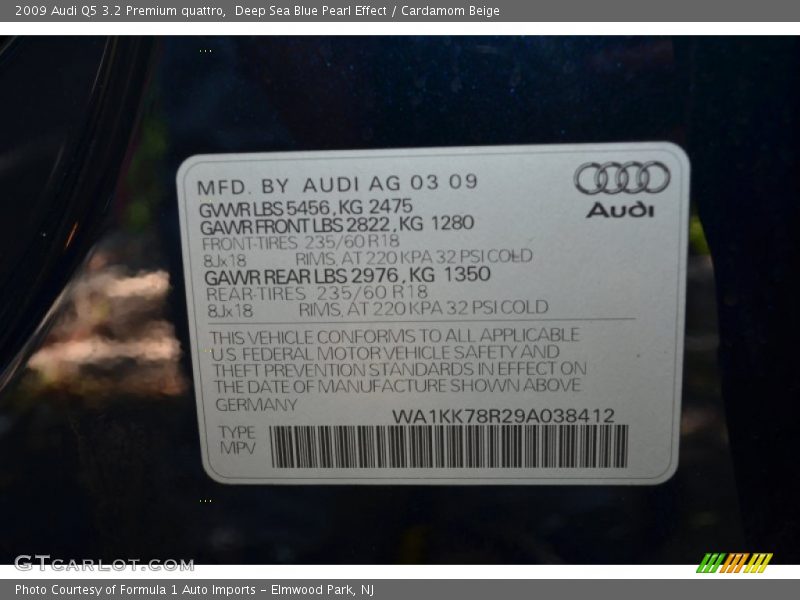 2009 Audi Q5 3.2 Premium quattro,  Deep Sea Blue Pearl Effect / Cardamom Beige
MFD. BY AUDI AG 03 09
GVWR LBS 5456, KG 2475
GAWR FRONT LBS 2822, KG 1280
FRONT-TIRES 235/60 R18
8Jx18 RIMS, AT 220 KPA 32 PSI COLD
GAWR REAR LBS 2976, KG 1350
REAR-TIRES 235/60 R18
8Jx18 RIMS, AT 220 KPA 32 PSI COLD
Audi
THIS VEHICLE CONFORMS TO ALL APPLICABLE
U.S. FEDERAL MOTOR VEHICLE SAFETY AND
THEFT PREVENTION STANDARDS IN EFFECT ON
THE DATE OF MANUFACTURE SHOWN ABOVE
GERMANY
WA1KK78R29A038412
TYPE
MPV
GTCARLOT.COM
Photo Courtesy of Formula 1 Auto Imports - Elmwood Park, NJ